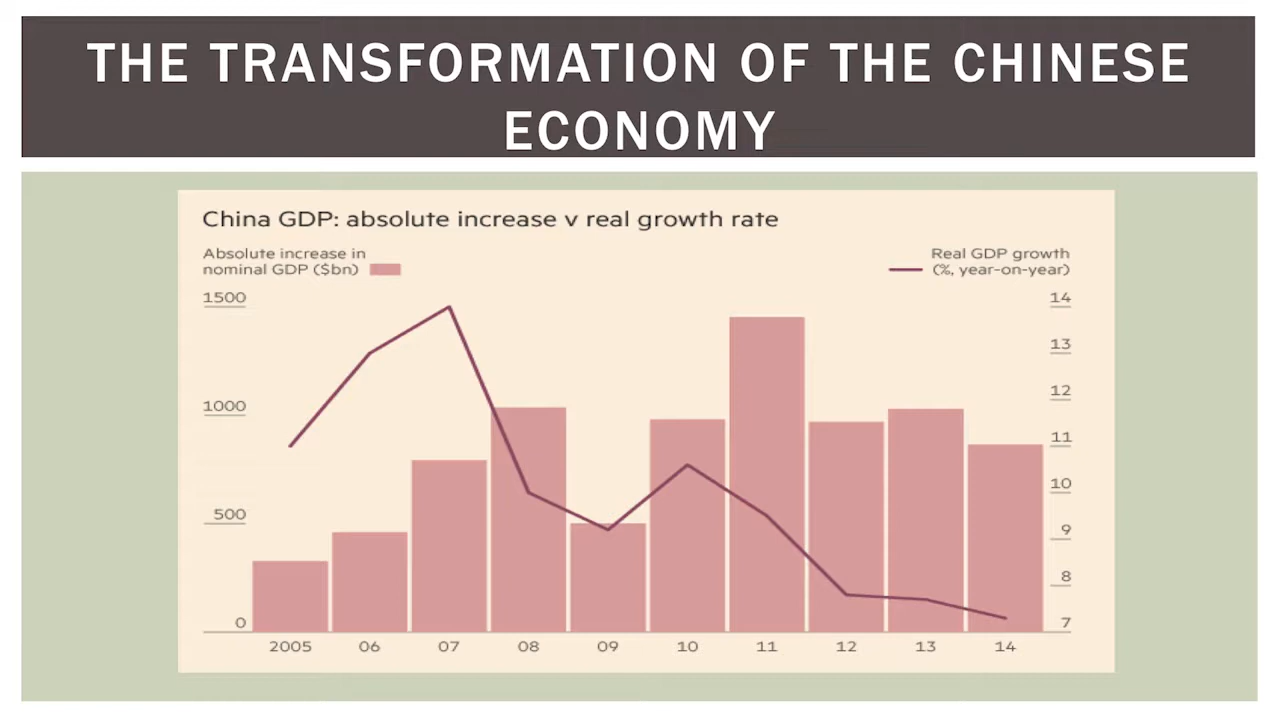 THE TRANSFORMATION OF THE CHINESE
ECONOMY
China GDP: absolute increase v real growth rate
Absolute increase in
nominal GDP ($bn)
Real GDP growth
(%, year-on-year)
1500
1000
500
0
14
13
12
11
10
9
8
7
2005 06 07 08 09 10 11 12 13 14